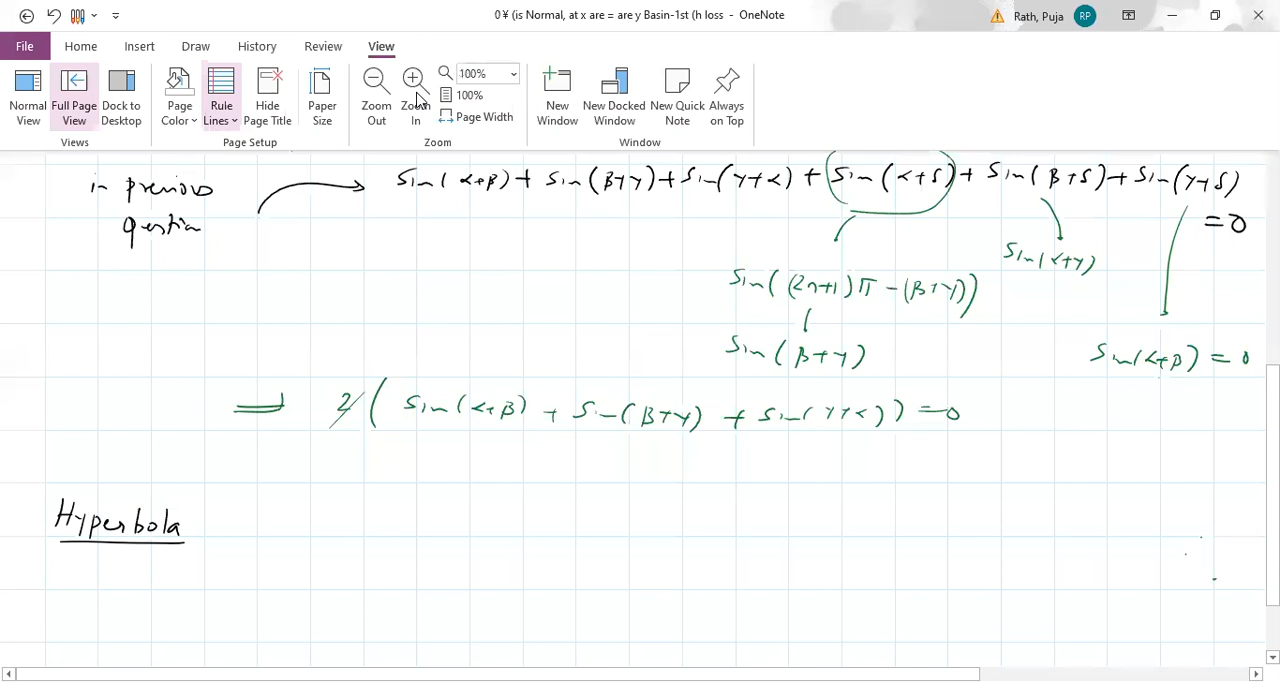 0 ¥ (is Normal, at x are = are y Basin-1st (h loss - OneNote
Rath, Puja RP
File Home Insert Draw History Review View
Normal View Full Page View Dock to Desktop Page Color Rule Lines Hide Page Title Paper Size Zoom Out Zoom In 100% 100% Page Width New Window New Docked Window New Quick Note Always on Top
Views Page Setup Zoom Window
in previous sin(α+β) + sin(β+γ) + sin(γ+α) + sin(α+δ) + sin(β+δ) + sin(γ+δ)
question = 0
sin(α+γ)
sin((2n+1)π - (β+γ))
sin(β+γ) sin(α+β) = 0
⇒ 2(sin(α+β) + sin(β+γ) + sin(γ+α)) = 0
Hyperbola